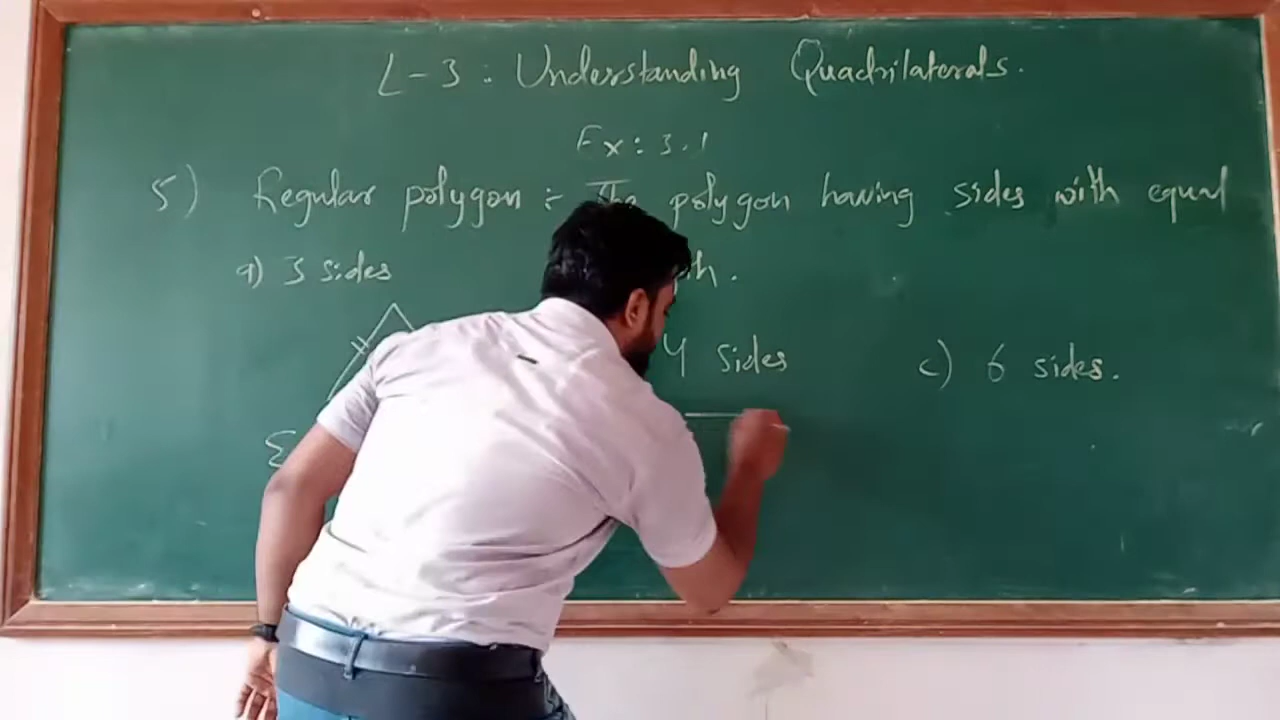 L-3: Understanding Quadrilaterals.
Ex: 3.1
5) Regular polygon :- The polygon having sides with equal
a) 3 sides
4 sides
c) 6 sides.